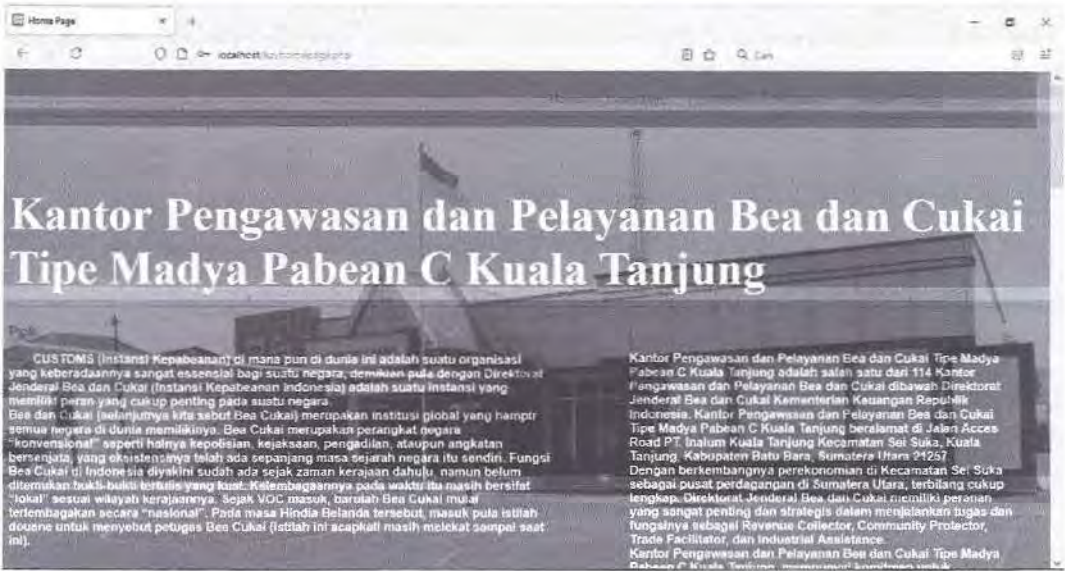 Home Page
localhost
Cari
Kantor Pengawasan dan Pelayanan Bea dan Cukai
Tipe Madya Pabean C Kuala Tanjung
CUSTOMS (Instansi Kepabeanan) di mana pun di dunia ini adalah suatu organisasi
yang keberadaannya sangat essensial bagi suatu negara, demikian pula dengan Direktorat
Jenderal Bea dan Cukai (Instansi Kepabeanan Indonesia) adalah suatu instansi yang
memiliki peran yang cukup penting pada suatu negara.
Bea dan Cukai (selanjutnya kita sebut Bea Cukai) merupakan institusi global yang hampir
semua negara di dunia memilikinya. Bea Cukai merupakan perangkat negara
"konvensional" seperti halnya kepolisian, kejaksaan, pengadilan, ataupun angkatan
bersenjata, yang eksistensinya telah ada sepanjang masa sejarah negara itu sendiri. Fungsi
Bea Cukai di Indonesia diyakini sudah ada sejak zaman kerajaan dahulu, namun belum
ditemukan bukti-bukti tertulis yang kuat. Kelembagaannya pada waktu itu masih bersifat
"lokal" sesuai wilayah kerajaannya. Sejak VOC masuk, barulah Bea Cukai mulai
terlembagakan secara "nasional". Pada masa Hindia Belanda tersebut, masuk pula istilah
douane untuk menyebut petugas Bea Cukai (istilah ini acapkali masih melekat sampai saat
ini).
Kantor Pengawasan dan Pelayanan Bea dan Cukai Tipe Madya
Pabean C Kuala Tanjung adalah salah satu dari 114 Kantor
Pengawasan dan Pelayanan Bea dan Cukai dibawah Direktorat
Jenderal Bea dan Cukai Kementerian Keuangan Republik
Indonesia. Kantor Pengawasan dan Pelayanan Bea dan Cukai
Tipe Madya Pabean C Kuala Tanjung beralamat di Jalan Acces
Road PT. Inalum Kuala Tanjung Kecamatan Sei Suka, Kuala
Tanjung, Kabupaten Batu Bara, Sumatera Utara 21257
Dengan berkembangnya perekonomian di Kecamatan Sei Suka
sebagai pusat perdagangan di Sumatera Utara, terbilang cukup
lengkap. Direktorat Jenderal Bea dan Cukai memiliki peranan
yang sangat penting dan strategis dalam menjalankan tugas dan
fungsinya sebagai Revenue Collector, Community Protector,
Trade Facilitator, dan Industrial Assistance.
Kantor Pengawasan dan Pelayanan Bea dan Cukai Tipe Madya
Pabean C Kuala Tanjung, mempunyai komitmen untuk